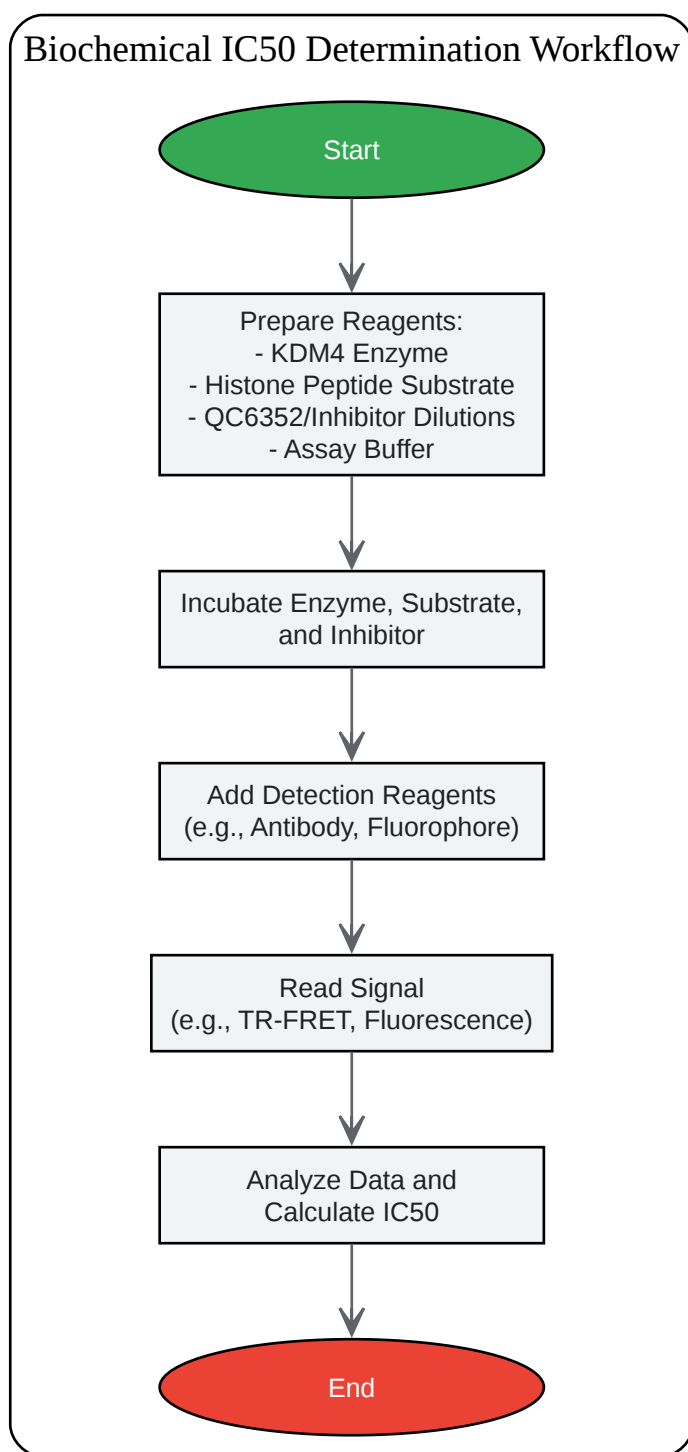 Biochemical IC50 Determination Workflow
Start
Prepare Reagents:
- KDM4 Enzyme
- Histone Peptide Substrate
- QC6352/Inhibitor Dilutions
- Assay Buffer
Incubate Enzyme, Substrate,
and Inhibitor
Add Detection Reagents
(e.g., Antibody, Fluorophore)
Read Signal
(e.g., TR-FRET, Fluorescence)
Analyze Data and
Calculate IC50
End